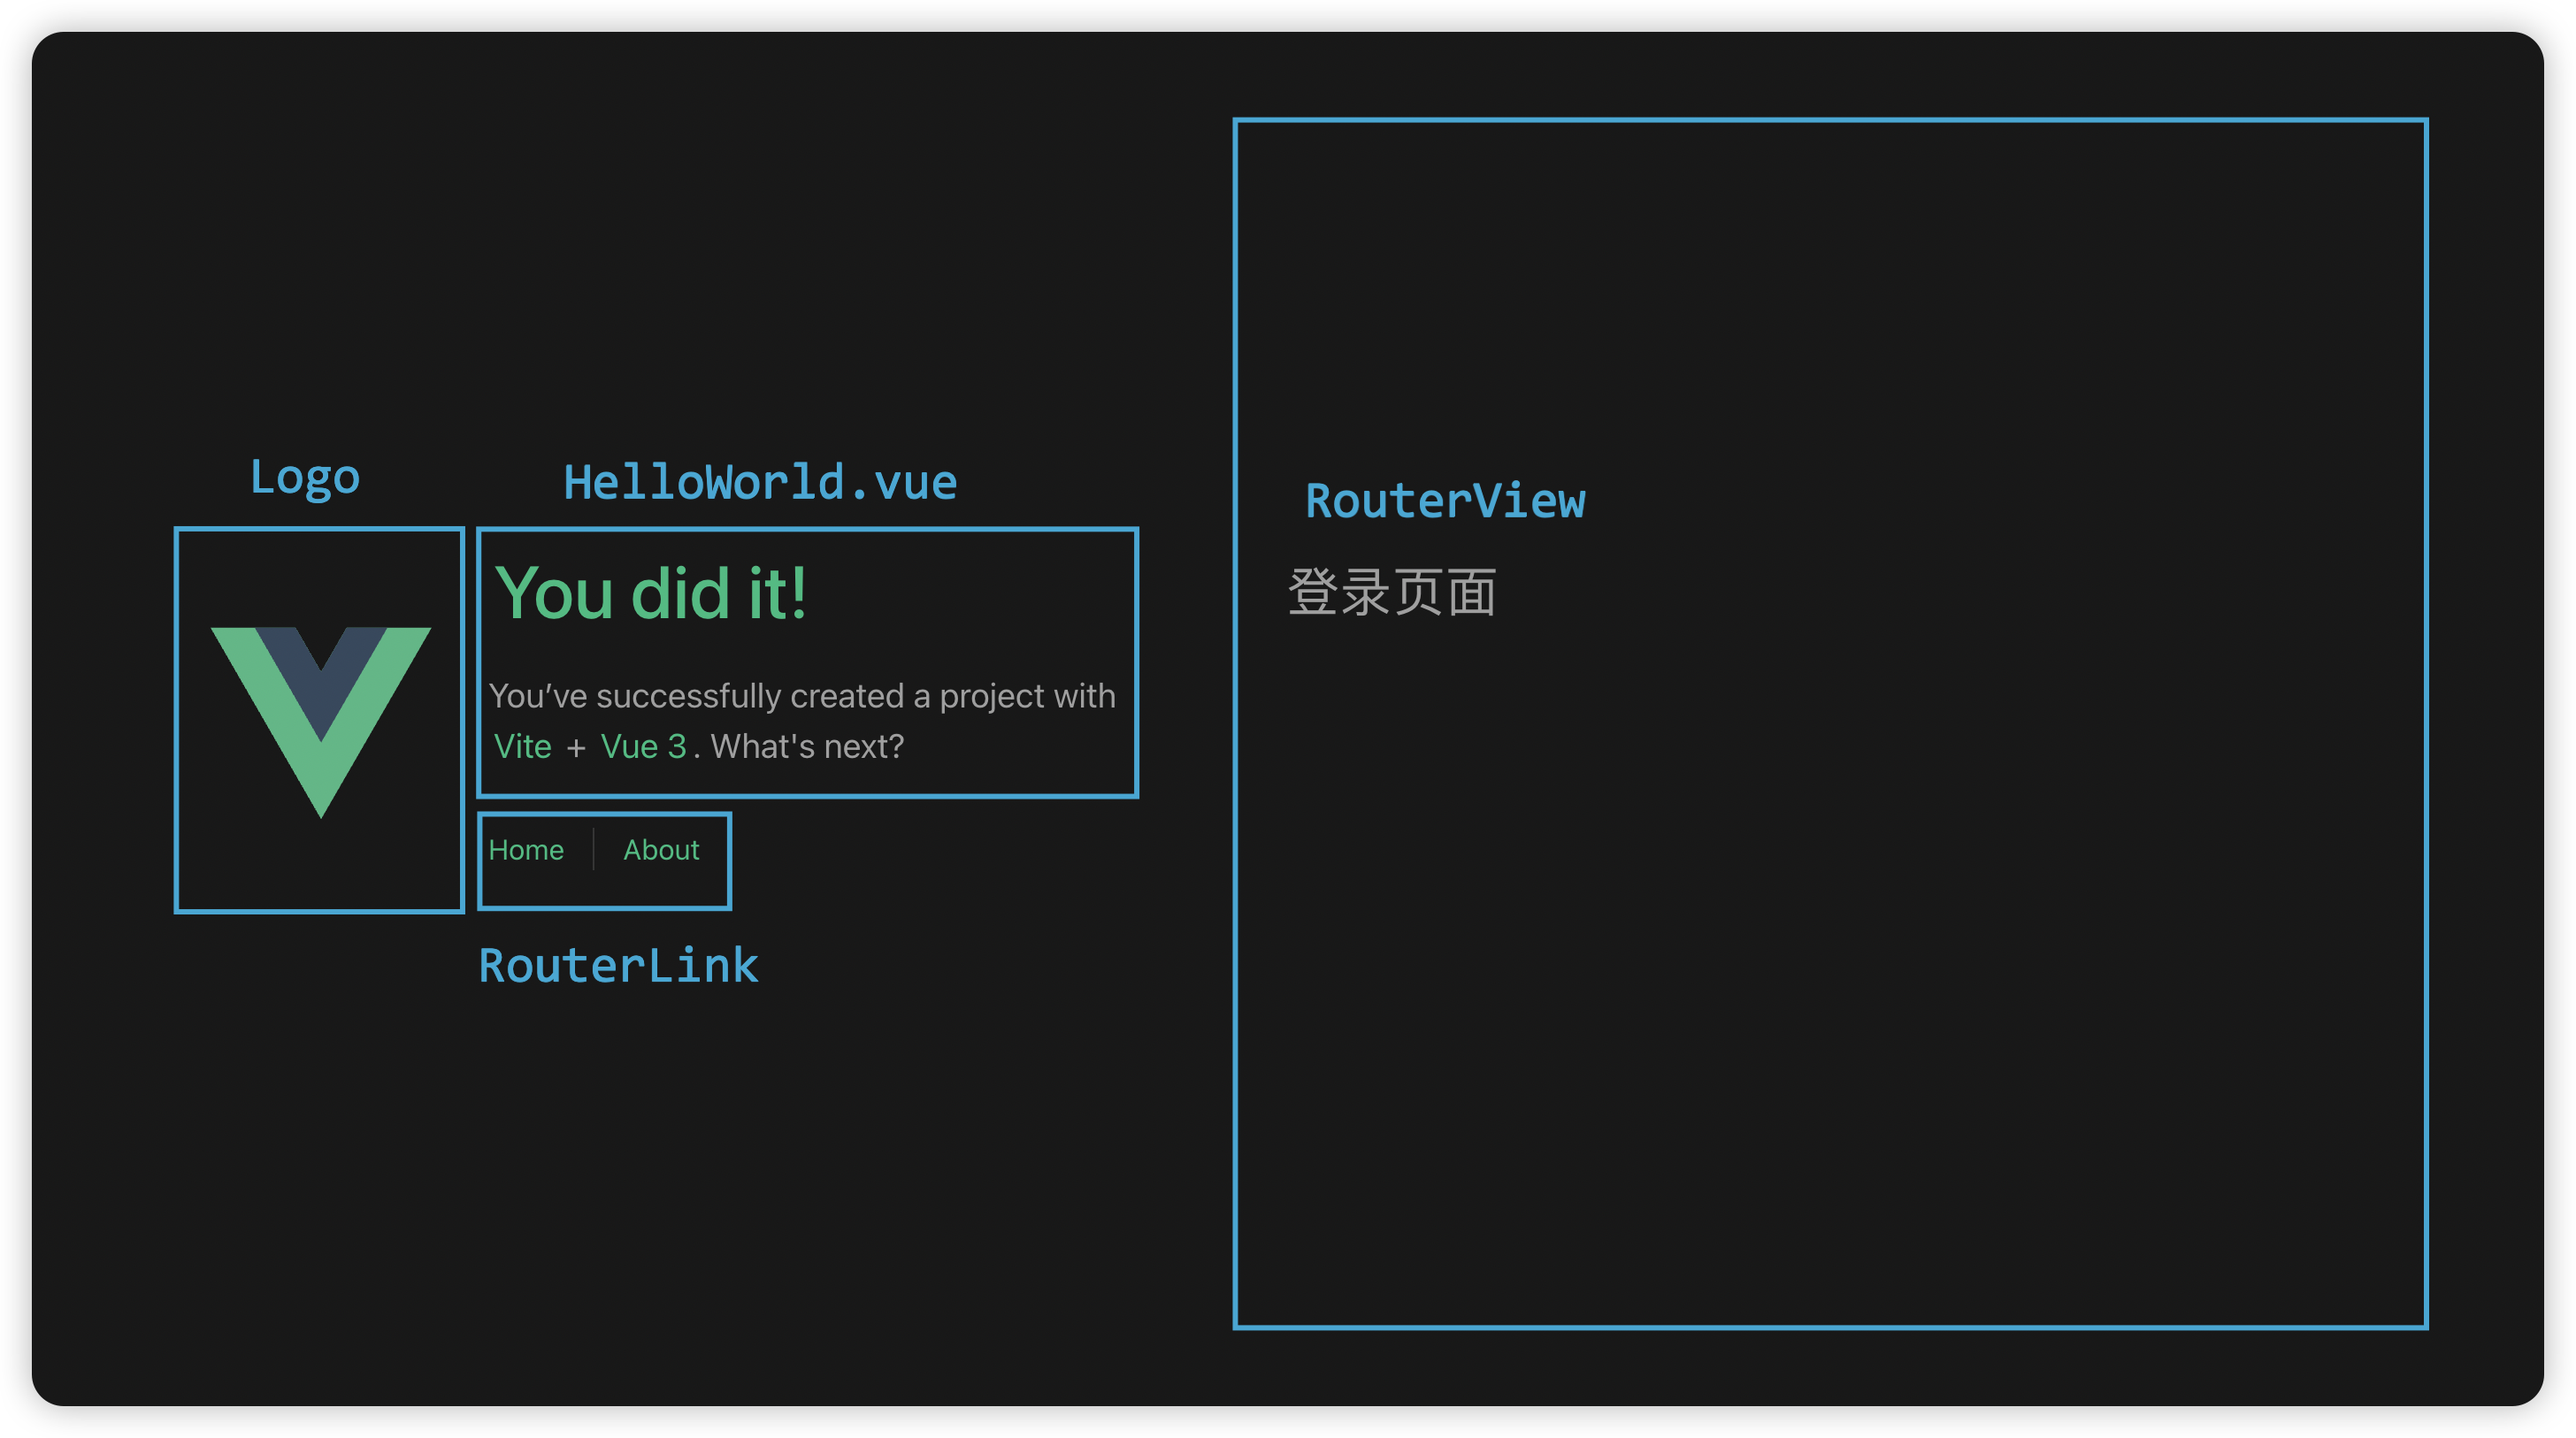 Logo
HelloWorld.vue
You did it!
You’ve successfully created a project with
Vite + Vue 3. What's next?
Home
About
RouterLink
RouterView
登录页面